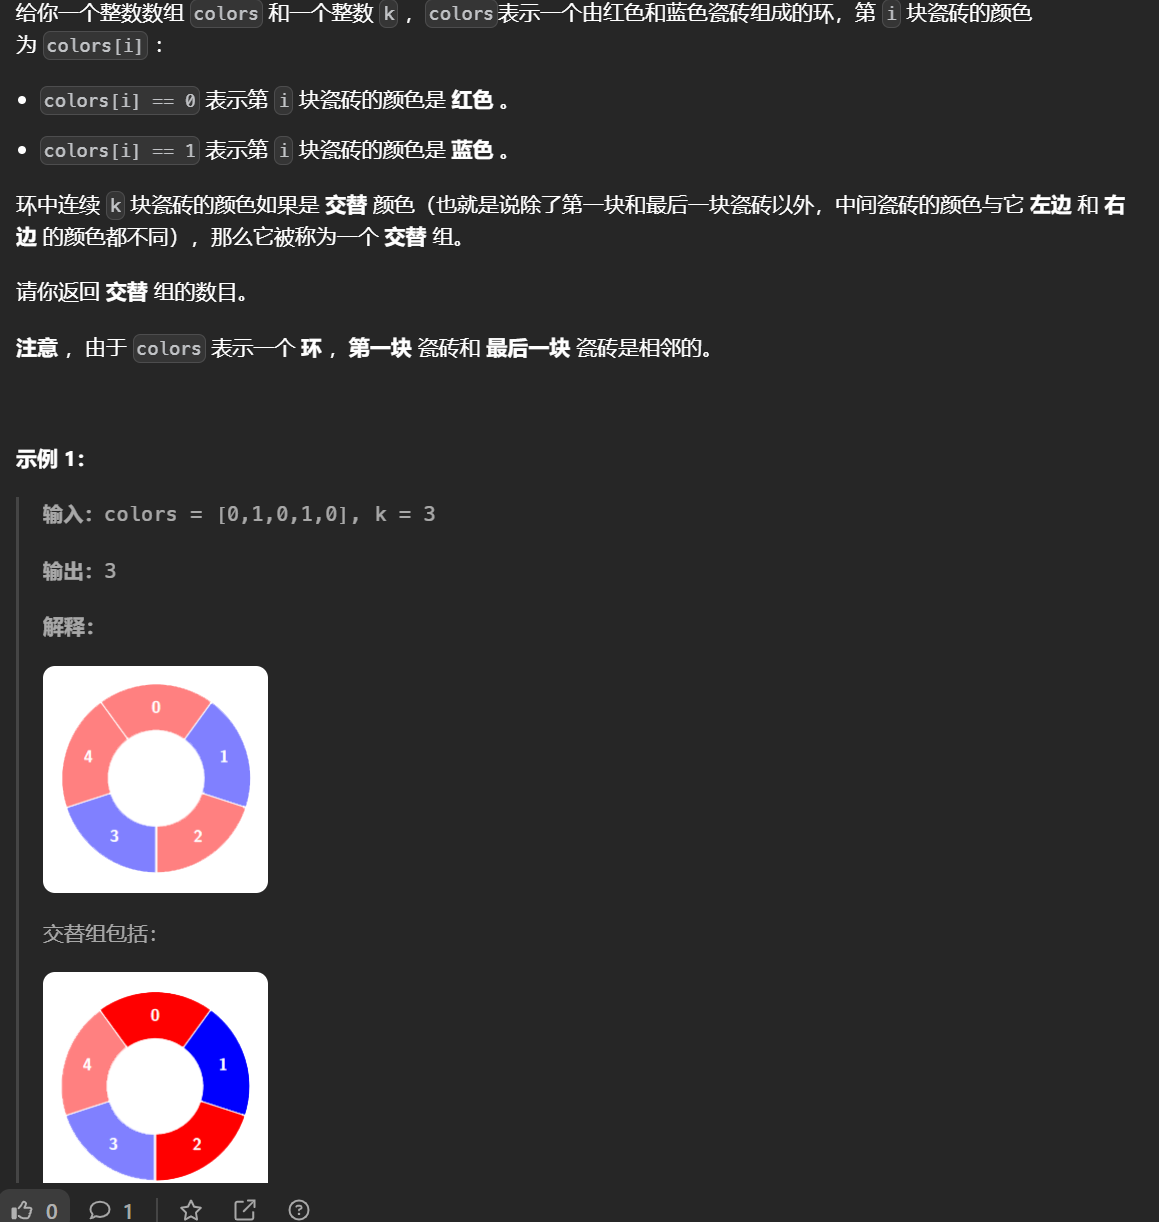 给你一个整数数组 colors 和一个整数 k ，colors表示一个由红色和蓝色瓷砖组成的环，第 i 块瓷砖的颜色
为 colors[i] ：
• colors[i] == 0 表示第 i 块瓷砖的颜色是 红色 。
• colors[i] == 1 表示第 i 块瓷砖的颜色是 蓝色 。
环中连续 k 块瓷砖的颜色如果是 交替 颜色（也就是说除了第一块和最后一块瓷砖以外，中间瓷砖的颜色与它 左边 和 右
边 的颜色都不同），那么它被称为一个 交替 组。
请你返回 交替 组的数目。
注意 ，由于 colors 表示一个 环 ，第一块 瓷砖和 最后一块 瓷砖是相邻的。
示例 1：
输入：colors = [0,1,0,1,0], k = 3
输出：3
解释：
0
4
1
3
2
交替组包括：
0
4
1
3
2
0
1